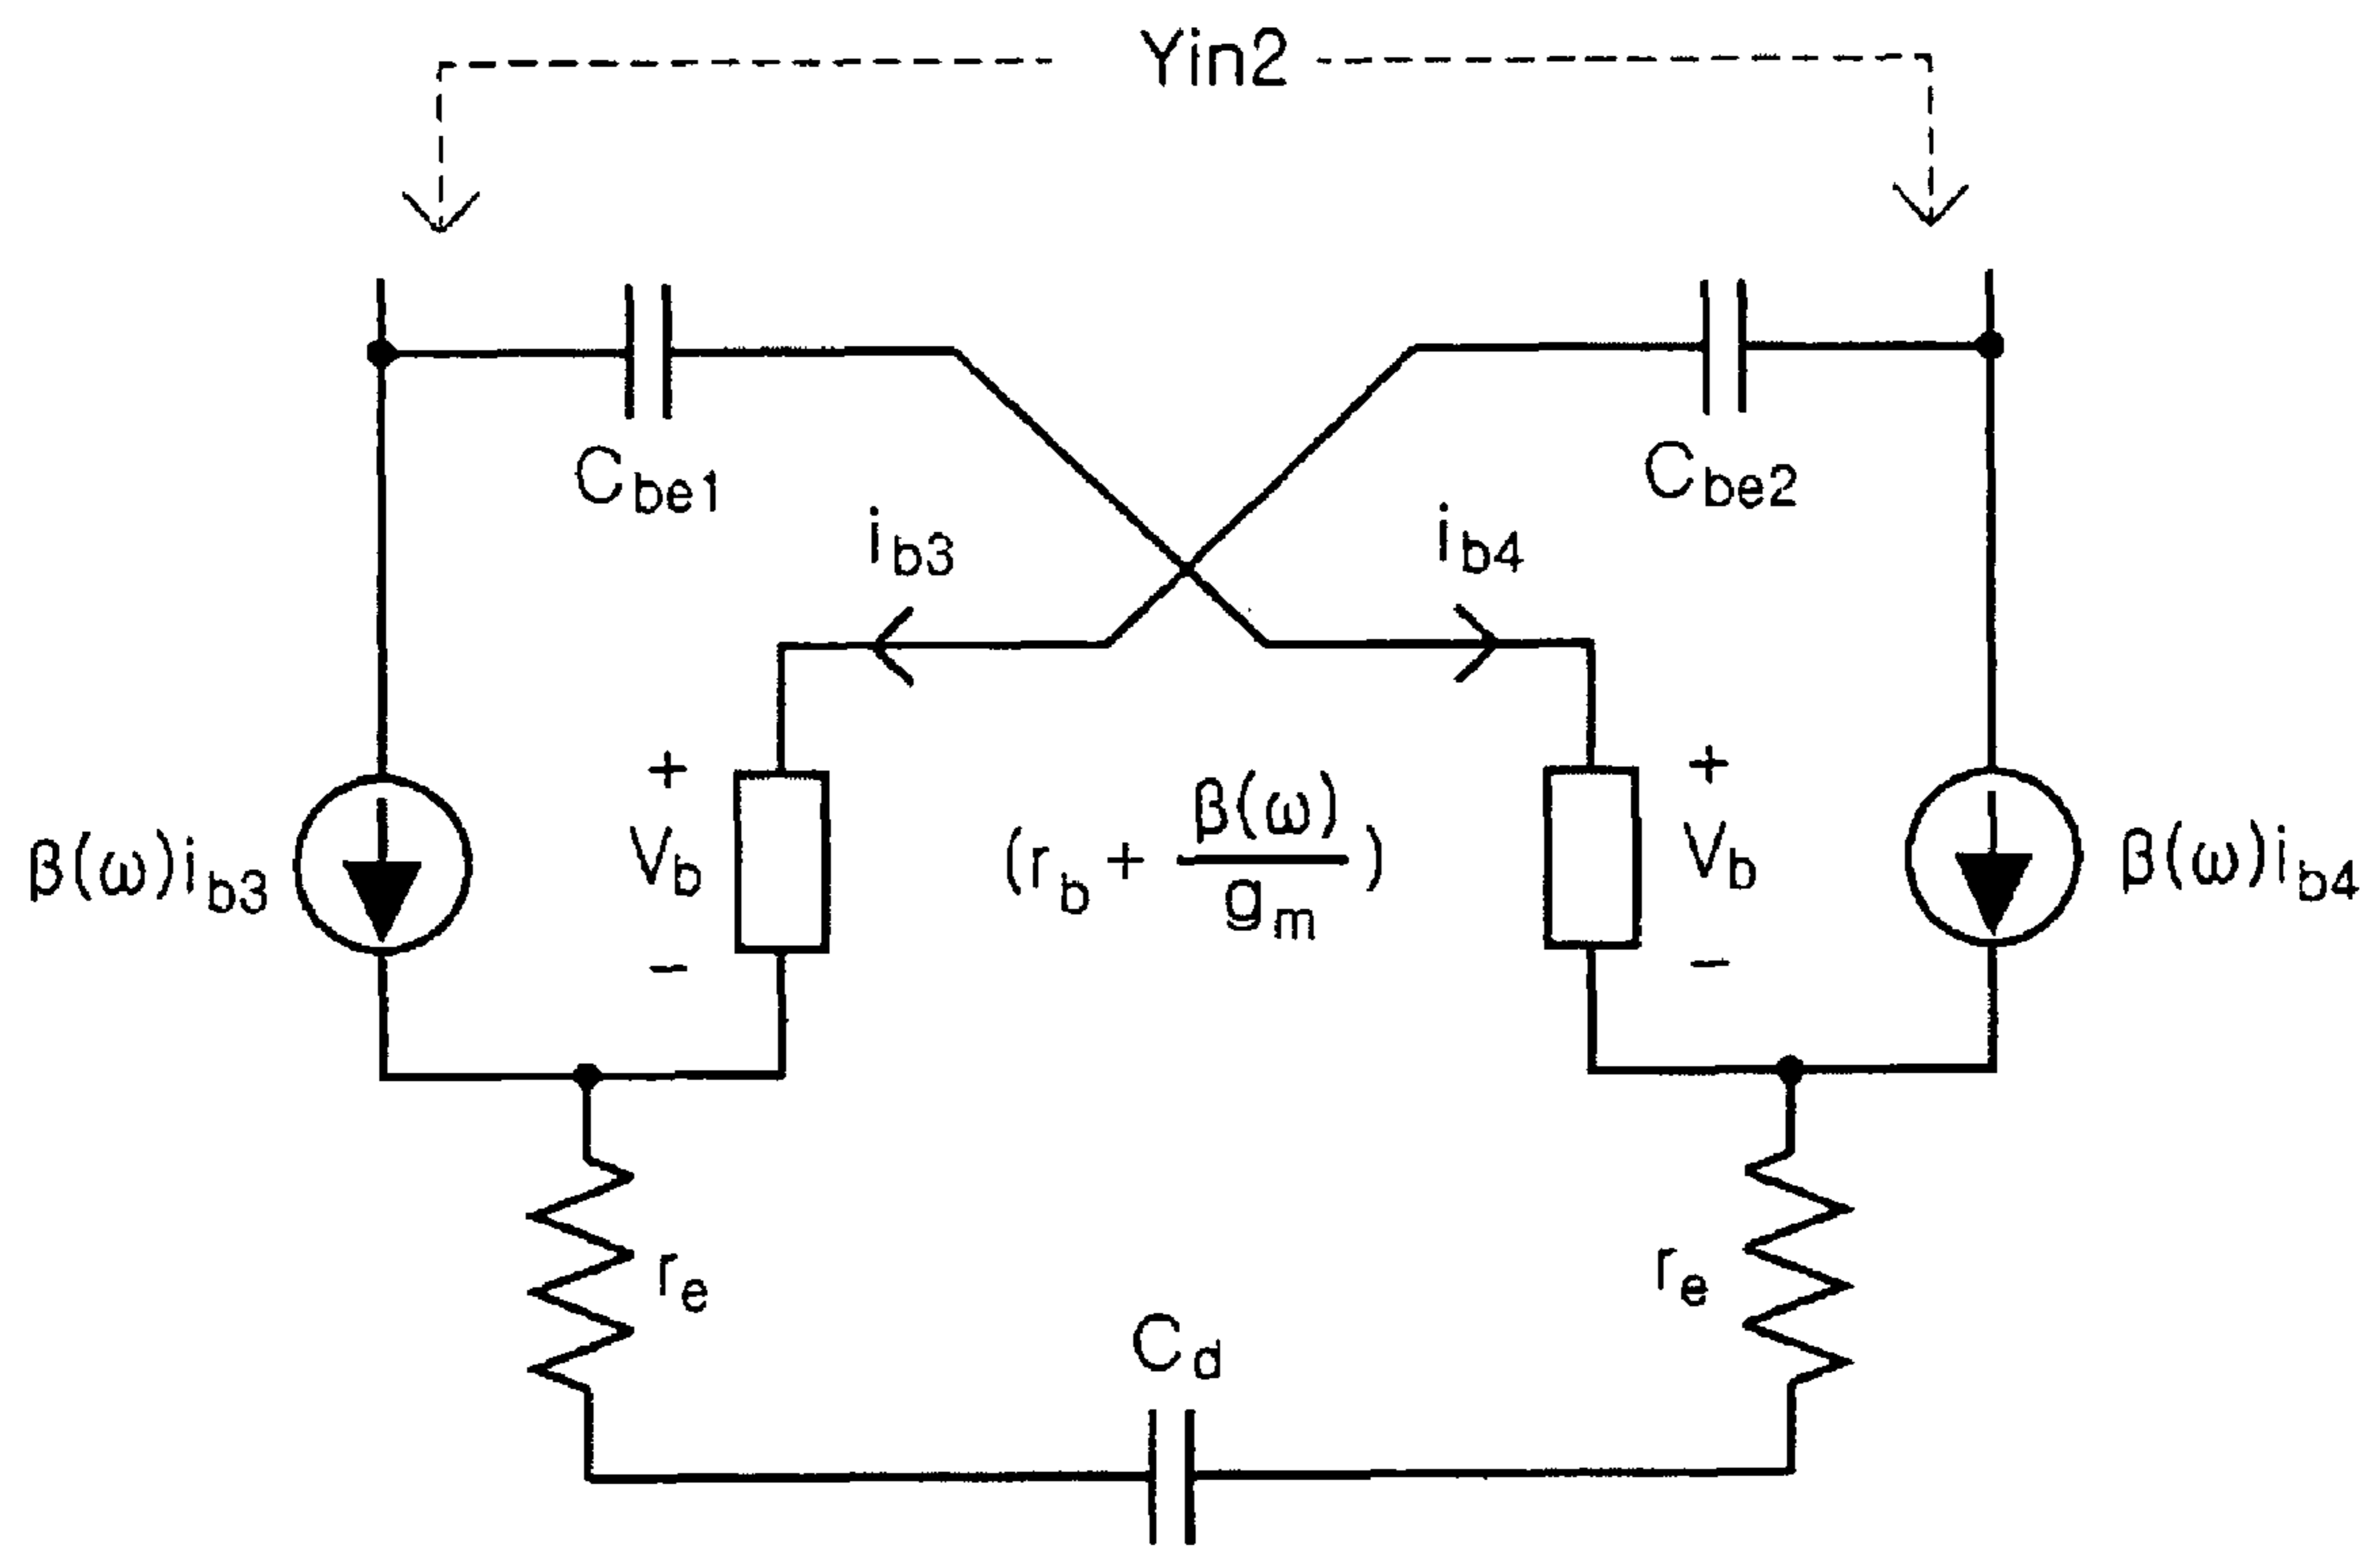 Yin2
Cbe1
Cbe2
ib3
ib4
+
+
β(ω)ib3
Vb
(rb + β(ω)/gm)
Vb
β(ω)ib4
−
−
re
re
Cd